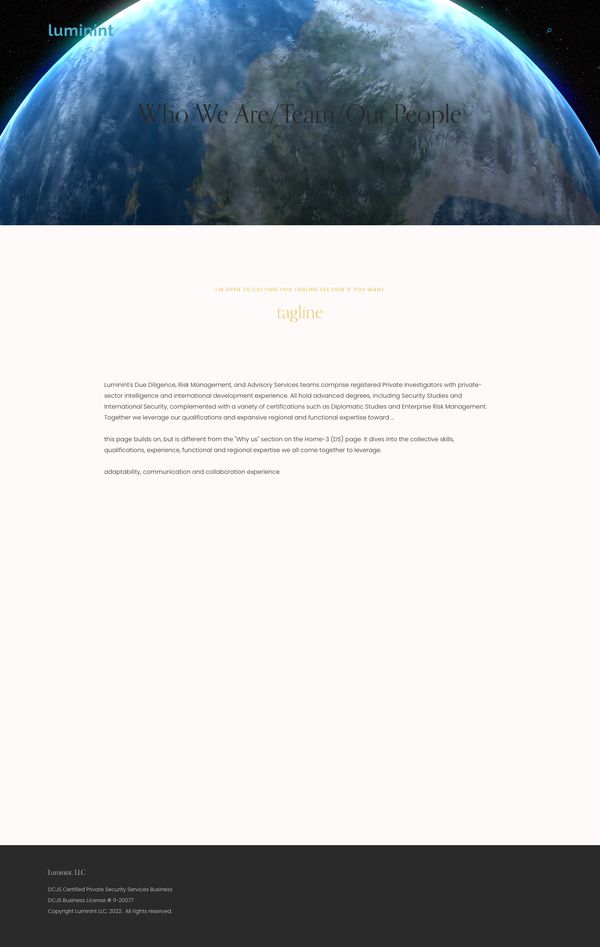 luminint
Who We Are/Team/Our People
I'M OPEN TO CUTTING THIS TAGLINE SECTION IF YOU WANT
tagline
Luminint's Due Diligence, Risk Management, and Advisory Services teams comprise registered Private Investigators with private-
sector intelligence and international development experience. All hold advanced degrees, including Security Studies and
International Security, complemented with a variety of certifications such as Diplomatic Studies and Enterprise Risk Management.
Together we leverage our qualifications and expansive regional and functional expertise toward ...
this page builds on, but is different from the "Why us" section on the Home-3 (DS) page. It dives into the collective skills,
qualifications, experience, functional and regional expertise we all come together to leverage.
adaptability, communication and collaboration experience
Luminint, LLC
DCJS Certified Private Security Services Business
DCJS Business License # 11-20077
Copyright Luminint LLC, 2022. All rights reserved.